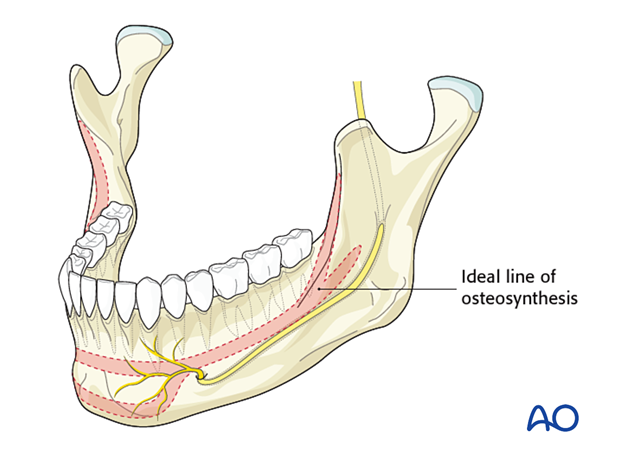 Ideal line of
osteosynthesis
AO